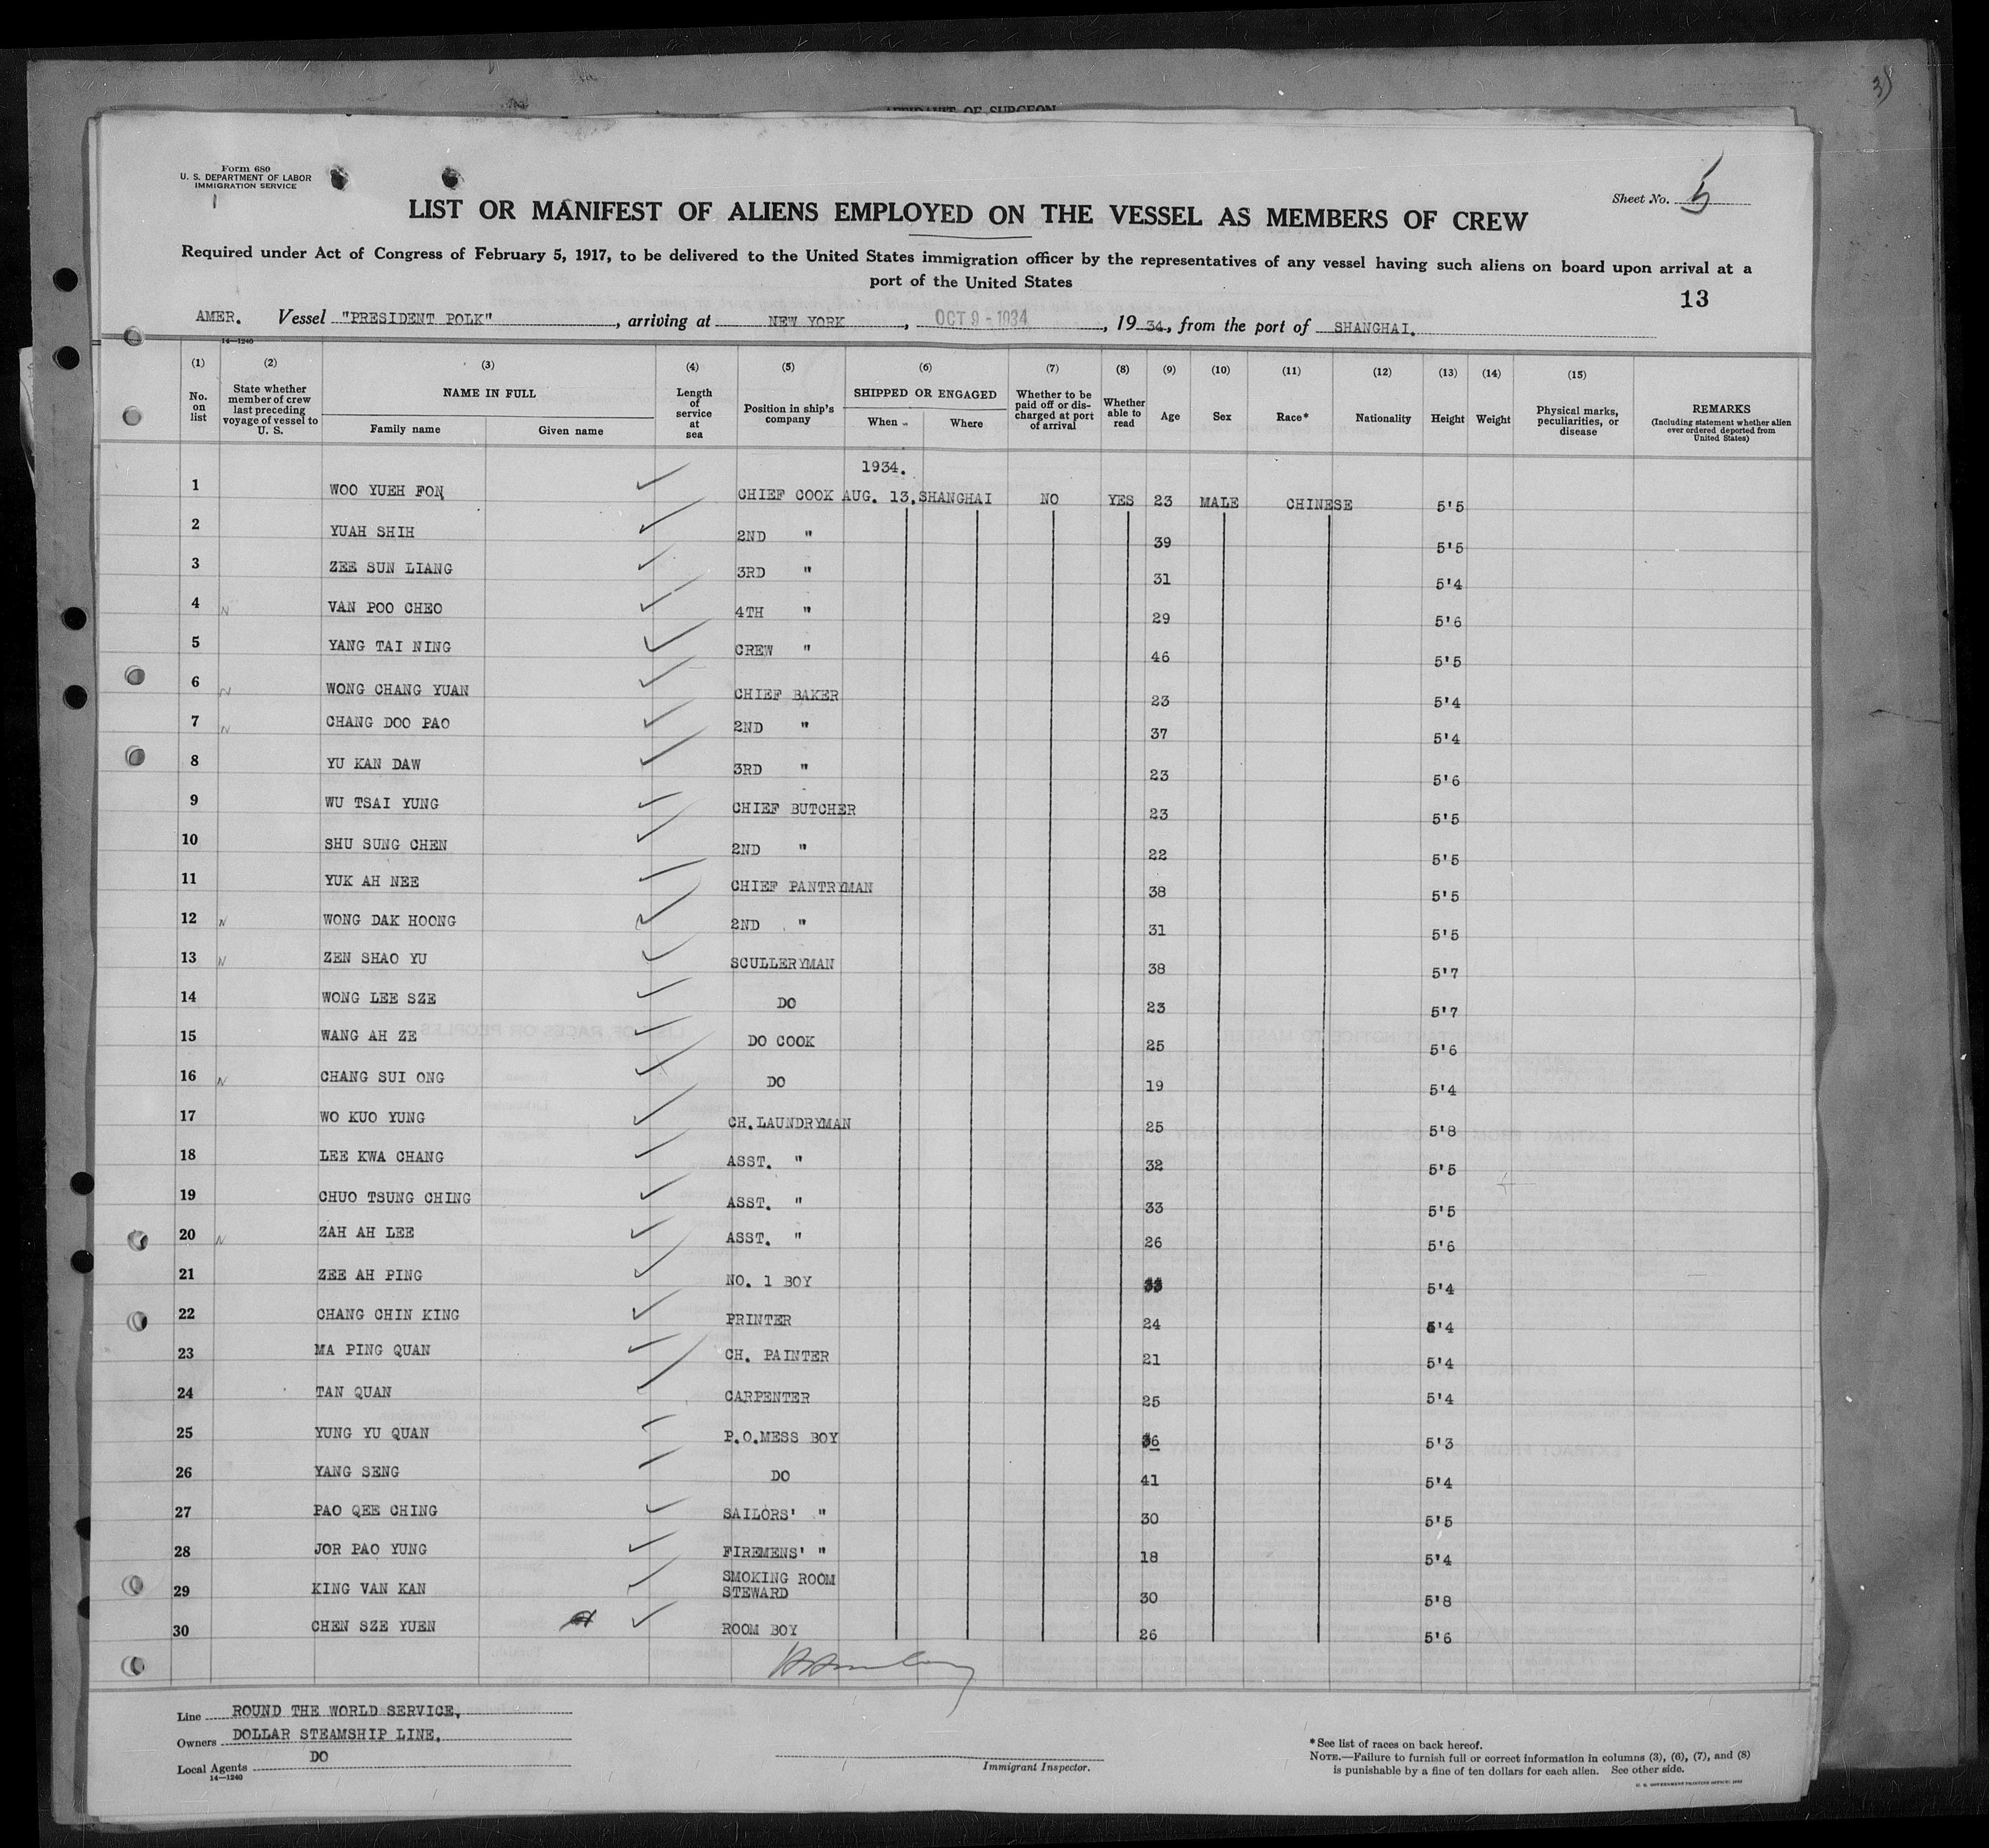 AFFIDAVIT OF SURGEON
3)
Form 680
U. S. DEPARTMENT OF LABOR
IMMIGRATION SERVICE
Sheet No. 5
LIST OR MANIFEST OF ALIENS EMPLOYED ON THE VESSEL AS MEMBERS OF CREW
Required under Act of Congress of February 5, 1917, to be delivered to the United States immigration officer by the representatives of any vessel having such aliens on board upon arrival at a
port of the United States
13
AMER. Vessel "PRESIDENT POLK", arriving at NEW YORK, OCT 9 - 1934, 1934, from the port of SHANGHAI.
14—1240
(1) (2) (3) (4) (5) (6) (7) (8) (9) (10) (11) (12) (13) (14) (15)
No. on list
State whether member of crew last preceding voyage of vessel to U. S.
NAME IN FULL
Family name
Given name
Length of service at sea
Position in ship's company
SHIPPED OR ENGAGED
When
Where
Whether to be paid off or discharged at port of arrival
Whether able to read
Age
Sex
Race*
Nationality
Height
Weight
Physical marks, peculiarities, or disease
REMARKS
(Including statement whether alien ever ordered deported from United States)
1934.
1 WOO YUEH FON CHIEF COOK AUG. 13, SHANGHAI NO YES 23 MALE CHINESE 5'5
2 YUAH SHIH 2ND " 39 5'5
3 ZEE SUN LIANG 3RD " 31 5'4
4 N VAN POO CHEO 4TH " 29 5'6
5 YANG TAI NING CREW " 46 5'5
6 N WONG CHANG YUAN CHIEF BAKER 23 5'4
7 N CHANG DOO PAO 2ND " 37 5'4
8 YU KAN DAW 3RD " 23 5'6
9 WU TSAI YUNG CHIEF BUTCHER 23 5'5
10 SHU SUNG CHEN 2ND " 22 5'5
11 YUK AH NEE CHIEF PANTRYMAN 38 5'5
12 N WONG DAK HOONG 2ND " 31 5'5
13 N ZEN SHAO YU SCULLERYMAN 38 5'7
14 WONG LEE SZE DO 23 5'7
15 WANG AH ZE DO COOK 25 5'6
16 N CHANG SUI ONG DO 19 5'4
17 WO KUO YUNG CH.LAUNDRYMAN 25 5'8
18 LEE KWA CHANG ASST. " 32 5'5
19 CHUO TSUNG CHING ASST. " 33 5'5
20 N ZAH AH LEE ASST. " 26 5'6
21 ZEE AH PING NO. 1 BOY 5'4
22 CHANG CHIN KING PRINTER 24 5'4
23 MA PING QUAN CH. PAINTER 21 5'4
24 TAN QUAN CARPENTER 25 5'4
25 YUNG YU QUAN P.O.MESS BOY 36 5'3
26 YANG SENG DO 41 5'4
27 PAO QEE CHING SAILORS' " 30 5'5
28 JOR PAO YUNG FIREMENS' " 18 5'4
29 KING VAN KAN SMOKING ROOM STEWARD 30 5'8
30 CHEN SZE YUEN ROOM BOY 26 5'6
Line ROUND THE WORLD SERVICE,
Owners DOLLAR STEAMSHIP LINE.
Local Agents DO
14—1240
Immigrant Inspector.
*See list of races on back hereof.
NOTE.—Failure to furnish full or correct information in columns (3), (6), (7), and (8)
is punishable by a fine of ten dollars for each alien. See other side.